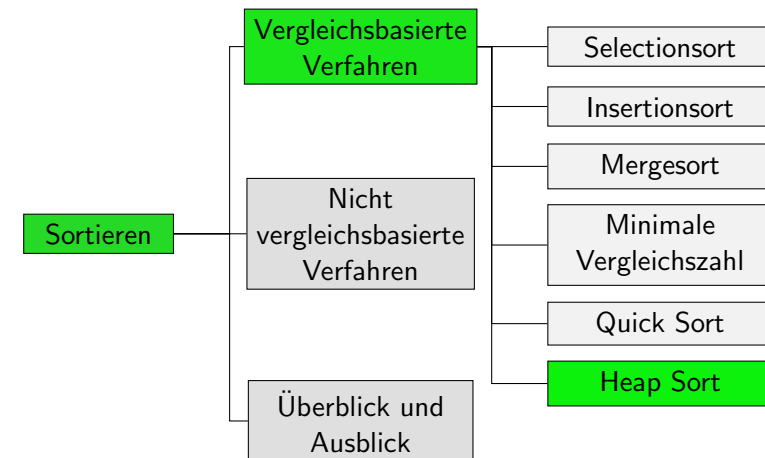 Sortieren
Vergleichsbasierte
Verfahren
Nicht
vergleichsbasierte
Verfahren
Überblick und
Ausblick
Selectionsort
Insertionsort
Mergesort
Minimale
Vergleichszahl
Quick Sort
Heap Sort